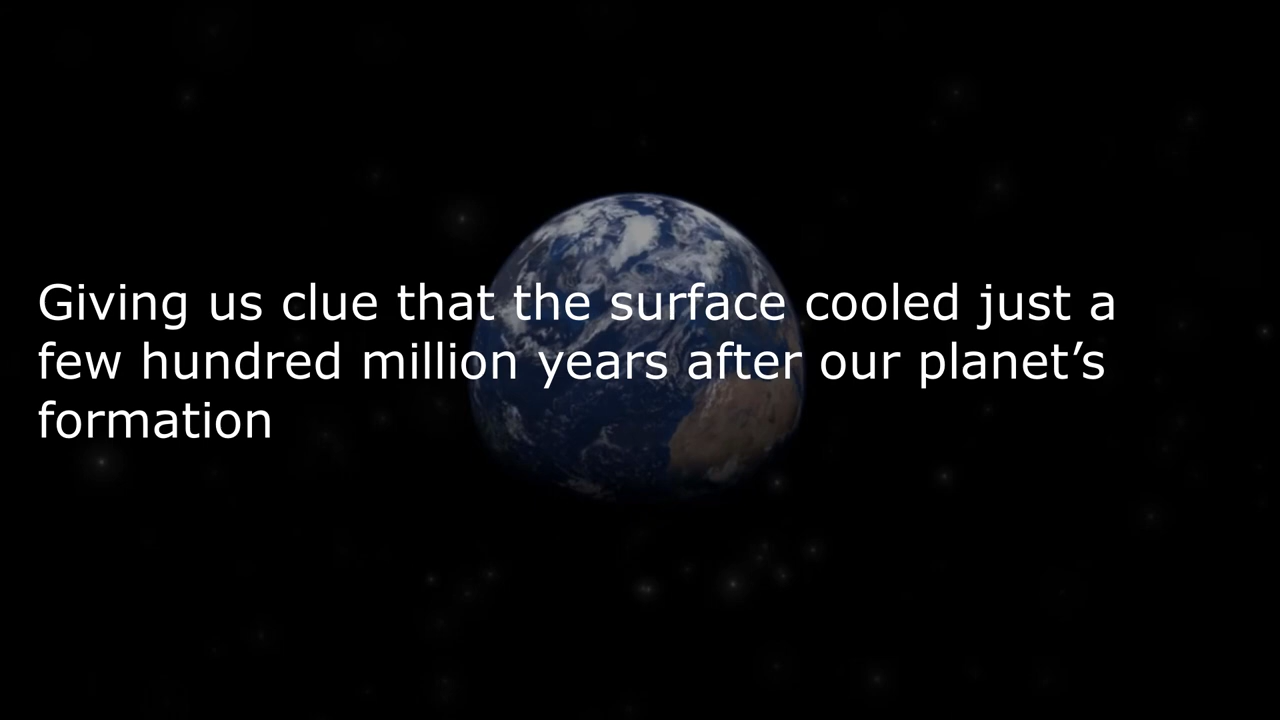 Giving us clue that the surface cooled just a
few hundred million years after our planet’s
formation